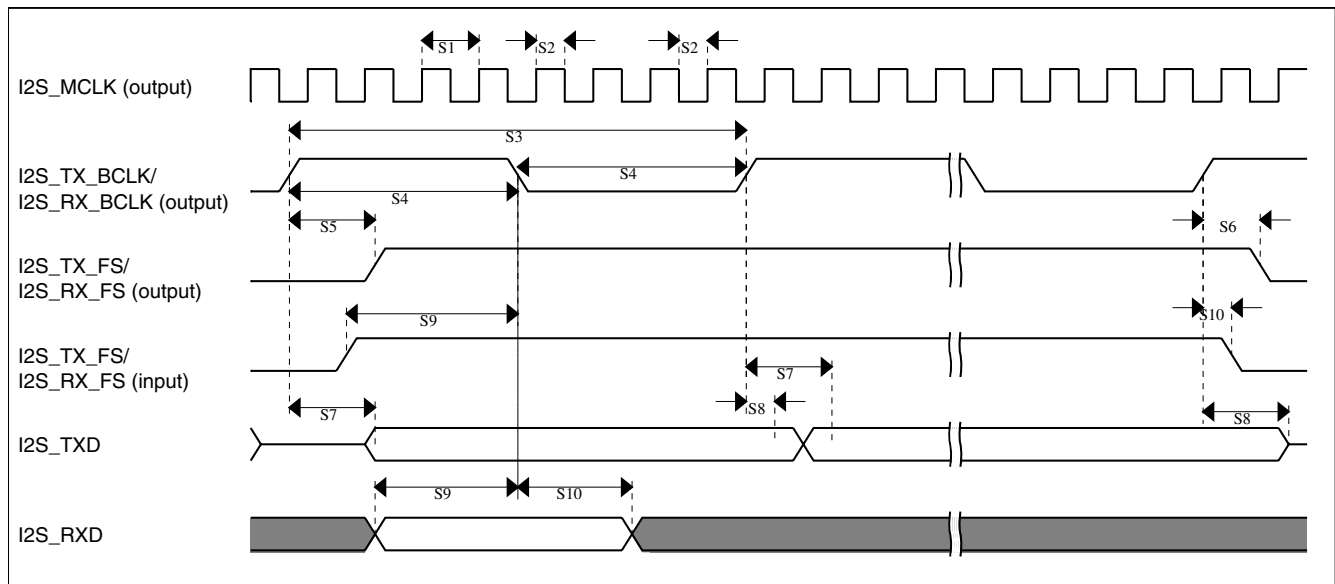 S1 S2 S2
I2S_MCLK (output)
S3
I2S_TX_BCLK/
I2S_RX_BCLK (output)
S4
S4
S5 S6
I2S_TX_FS/
I2S_RX_FS (output)
S9 S10
I2S_TX_FS/
I2S_RX_FS (input)
S7
S7 S8 S8
I2S_TXD
S9 S10
I2S_RXD